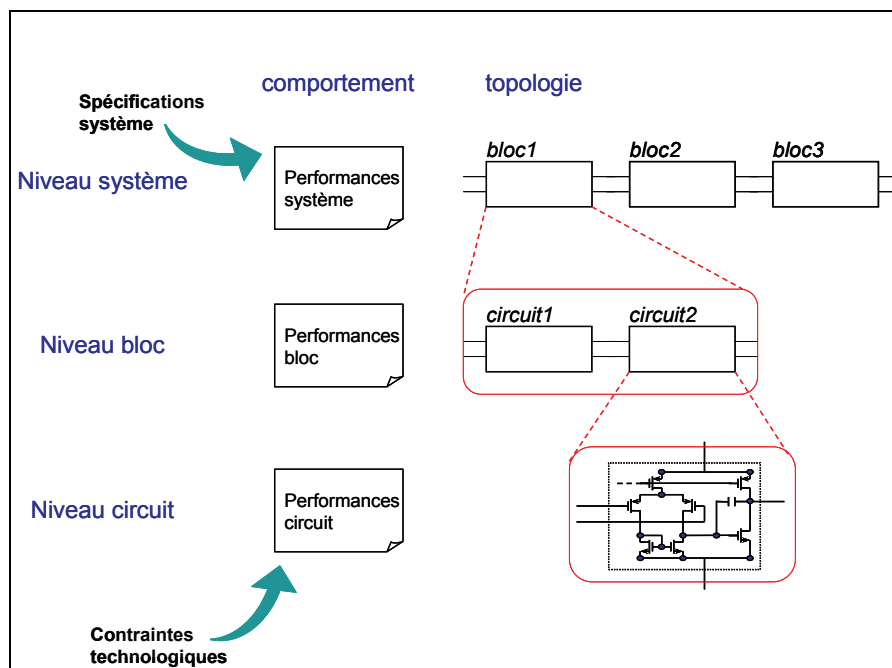 comportement
topologie
Spécifications
système
Niveau système
Performances
système
bloc1
bloc2
bloc3
Niveau bloc
Performances
bloc
circuit1
circuit2
Niveau circuit
Performances
circuit
Contraintes
technologiques